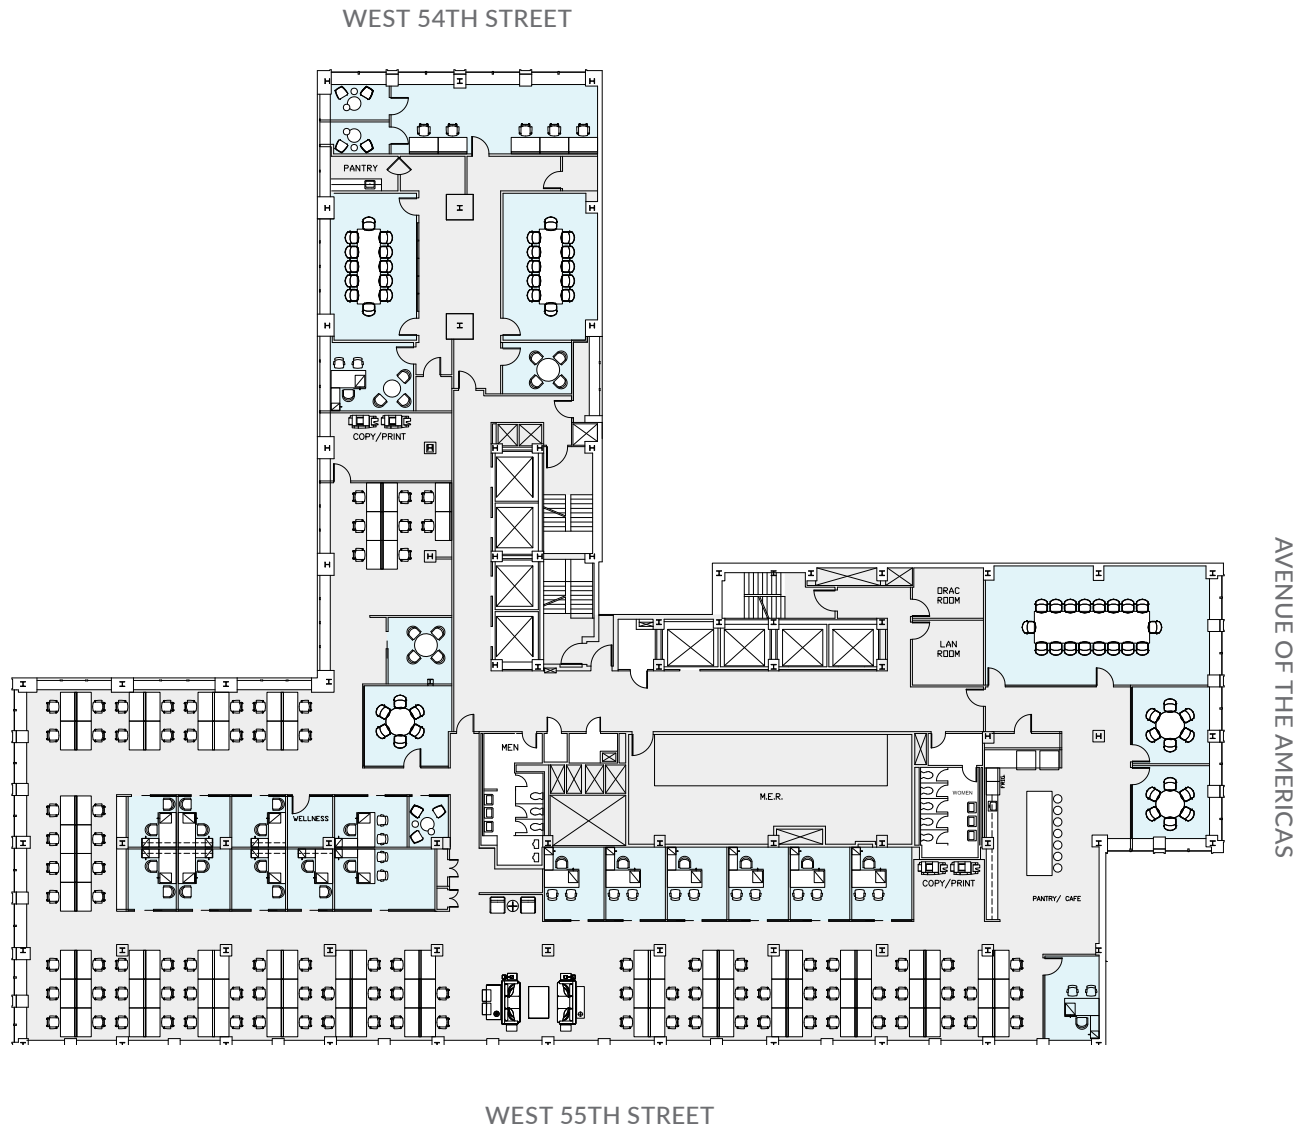 WEST 54TH STREET
PANTRY
COPY/PRINT
DRAC
ROOM
LAN
ROOM
AVENUE OF THE AMERICAS
MEN
FRIG
M.E.R.
WOMEN
WELLNESS
COPY/PRINT
PANTRY/ CAFE
WEST 55TH STREET